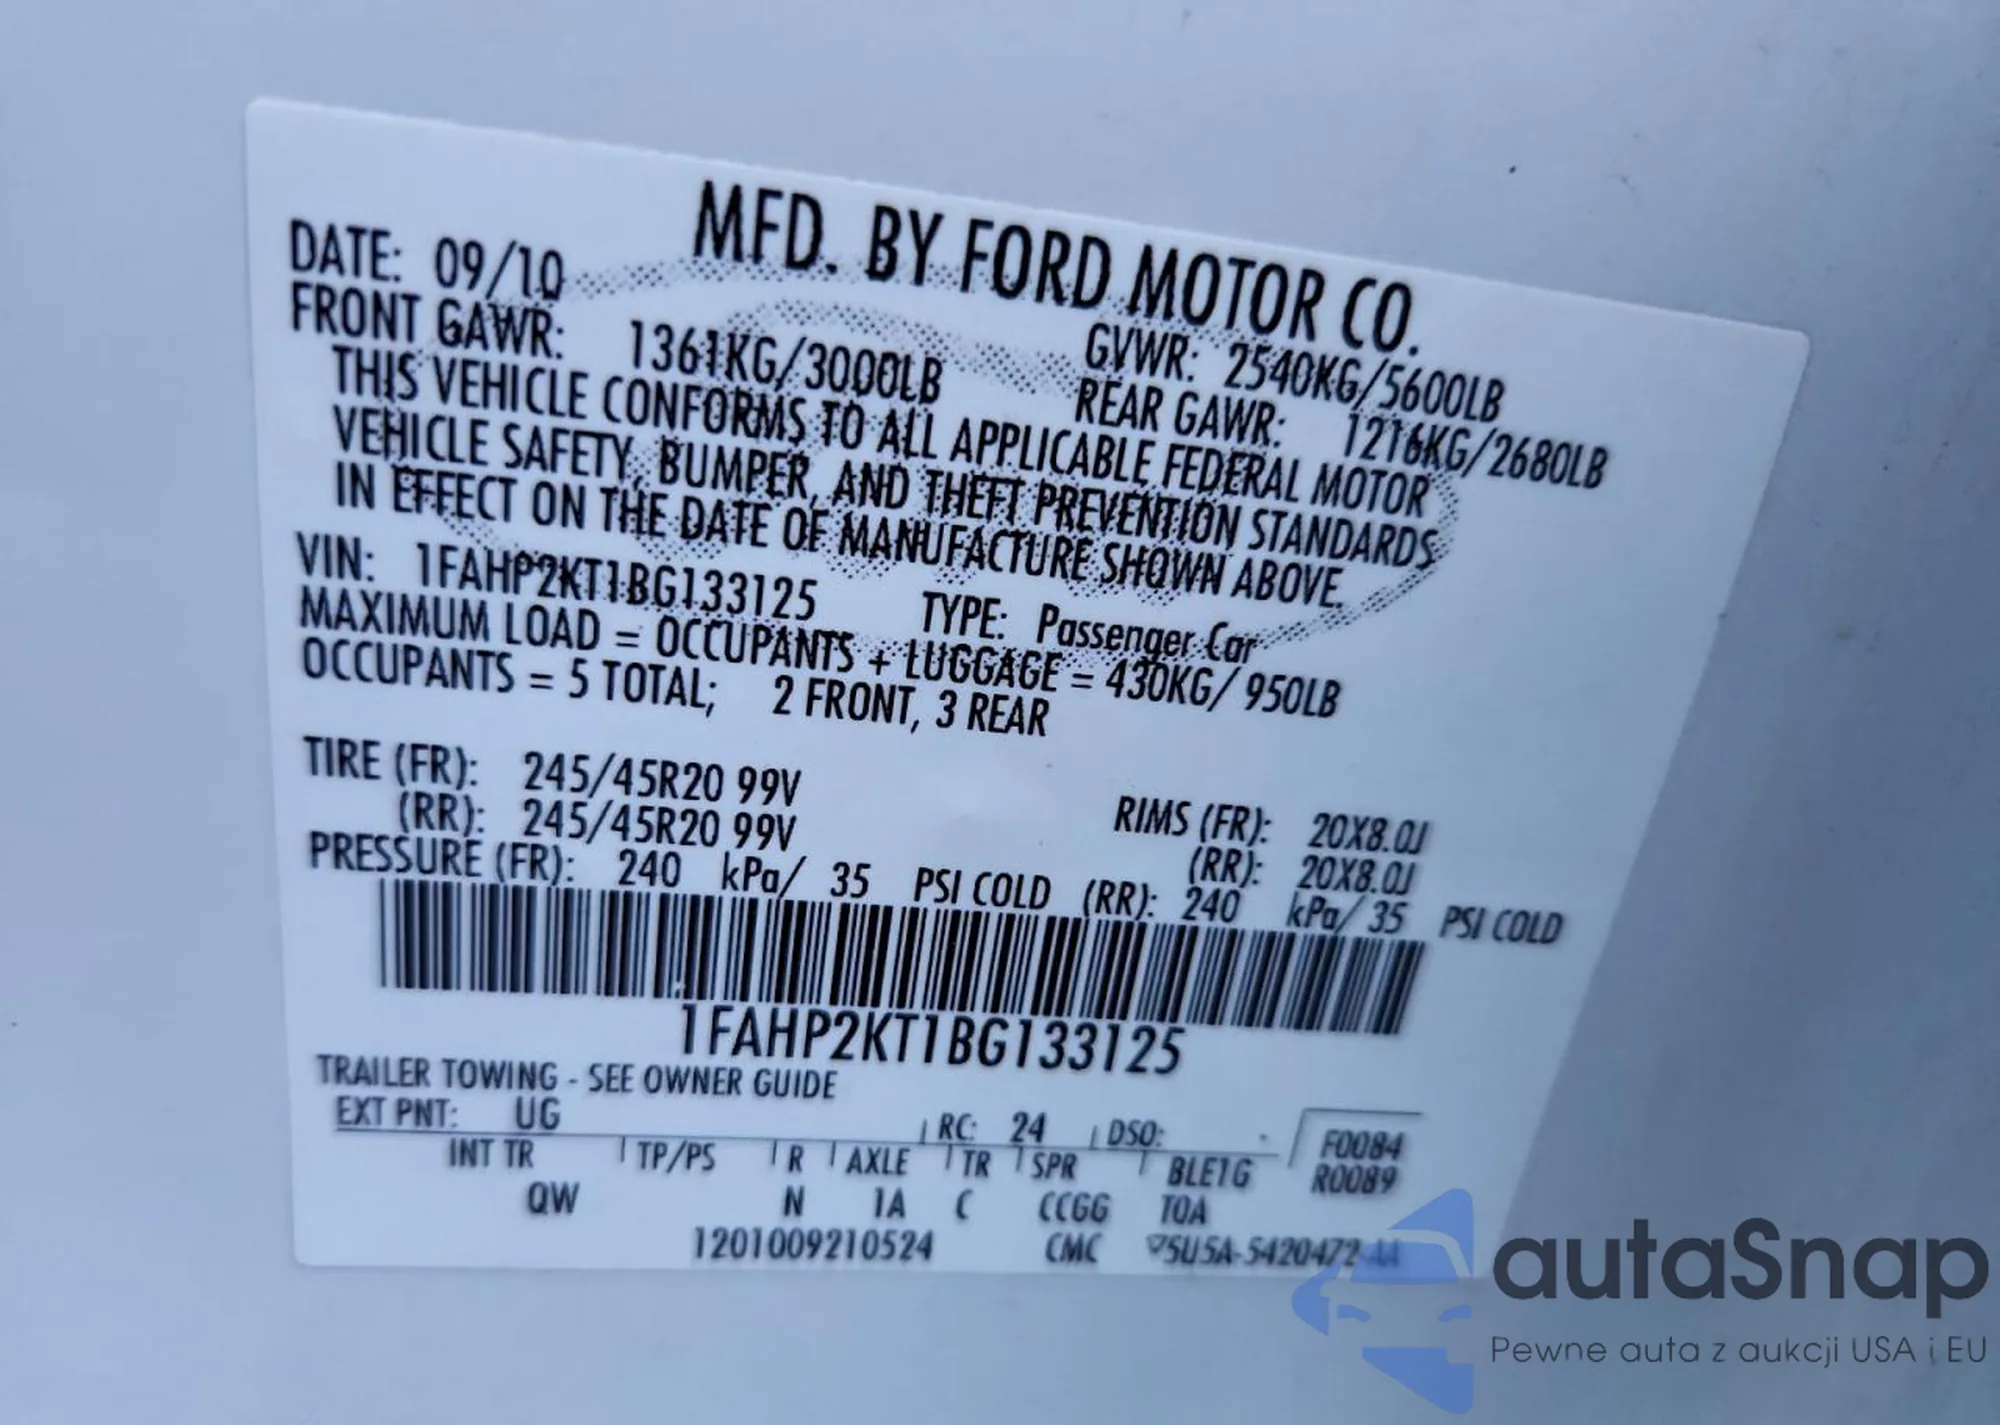 MFD. BY FORD MOTOR CO.
DATE: 09/10
GVWR: 2540KG/5600LB
FRONT GAWR: 1361KG/3000LB
REAR GAWR: 1216KG/2680LB
THIS VEHICLE CONFORMS TO ALL APPLICABLE FEDERAL MOTOR
VEHICLE SAFETY, BUMPER, AND THEFT PREVENTION STANDARDS
IN EFFECT ON THE DATE OF MANUFACTURE SHOWN ABOVE.
VIN: 1FAHP2KT1BG133125 TYPE: Passenger Car
MAXIMUM LOAD = OCCUPANTS + LUGGAGE = 430KG/ 950LB
OCCUPANTS = 5 TOTAL; 2 FRONT, 3 REAR
TIRE (FR): 245/45R20 99V RIMS (FR): 20X8.0J
(RR): 245/45R20 99V (RR): 20X8.0J
PRESSURE (FR): 240 kPa/ 35 PSI COLD (RR): 240 kPa/ 35 PSI COLD
1FAHP2KT1BG133125
TRAILER TOWING - SEE OWNER GUIDE
EXT PNT: UG RC: 24 DSO: F0084
INT TR TP/PS R AXLE TR SPR BLE1G R0089
QW N 1A C CCGG TOA
1201009210524 CMC
autaSnap
Pewne auta z aukcji USA i EU